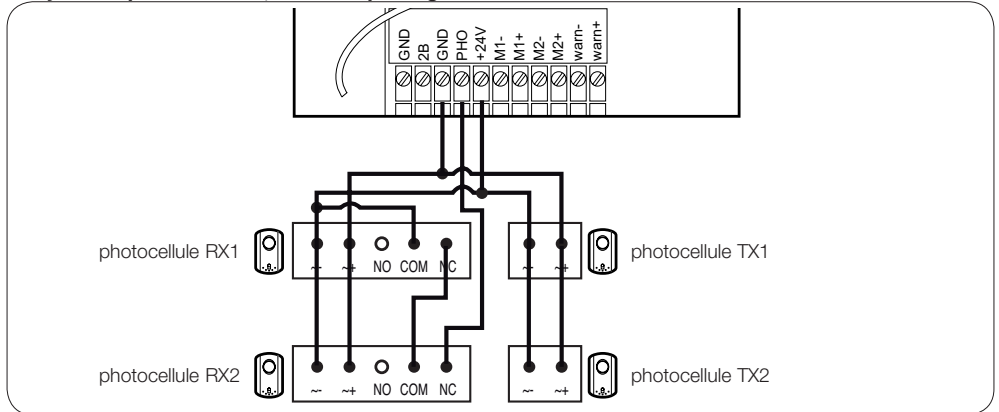 GND 2B GND PHO +24V M1- M1+ M2- M2+ warn- warn+
photocellule RX1
~- ~+ NO COM NC
photocellule TX1
~- ~+
photocellule RX2
~- ~+ NO COM NC
photocellule TX2
~- ~+